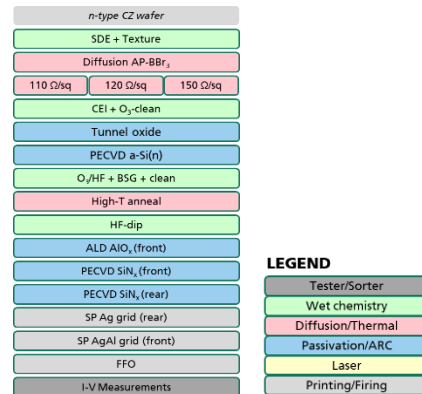 n-type CZ wafer
SDE + Texture
Diffusion AP-BBr₃
110 Ω/sq 120 Ω/sq 150 Ω/sq
CEI + O₃-clean
Tunnel oxide
PECVD a-Si(n)
O₃/HF + BSG + clean
High-T anneal
HF-dip
ALD AlOₓ (front)
PECVD SiNₓ (front)
PECVD SiNₓ (rear)
SP Ag grid (rear)
SP AgAl grid (front)
FFO
I-V Measurements
LEGEND
Tester/Sorter
Wet chemistry
Diffusion/Thermal
Passivation/ARC
Laser
Printing/Firing